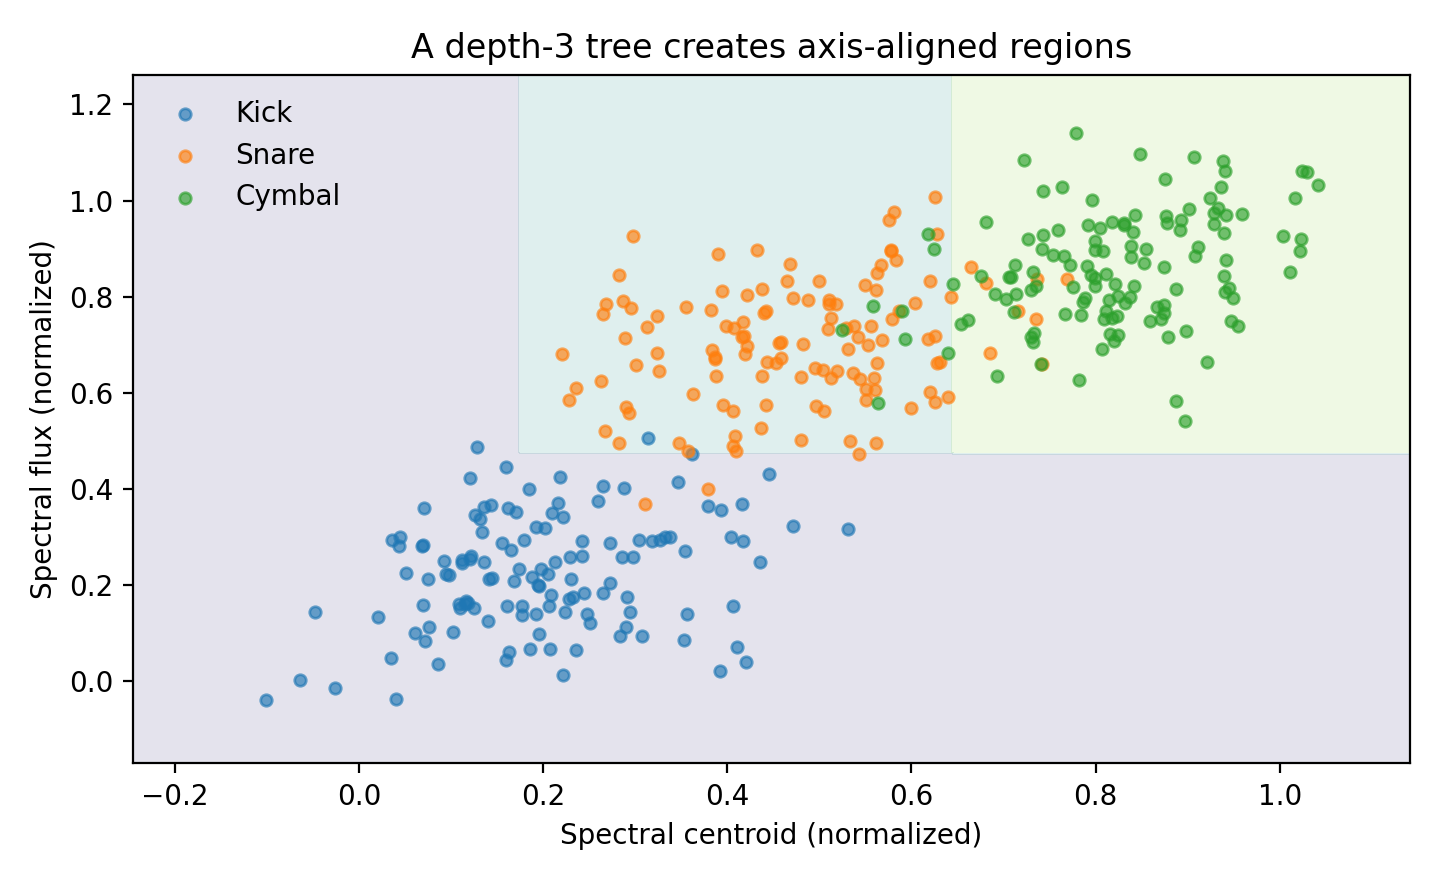 A depth-3 tree creates axis-aligned regions
Kick
Snare
Cymbal
1.2
1.0
0.8
0.6
0.4
0.2
0.0
Spectral flux (normalized)
−0.2 0.0 0.2 0.4 0.6 0.8 1.0
Spectral centroid (normalized)